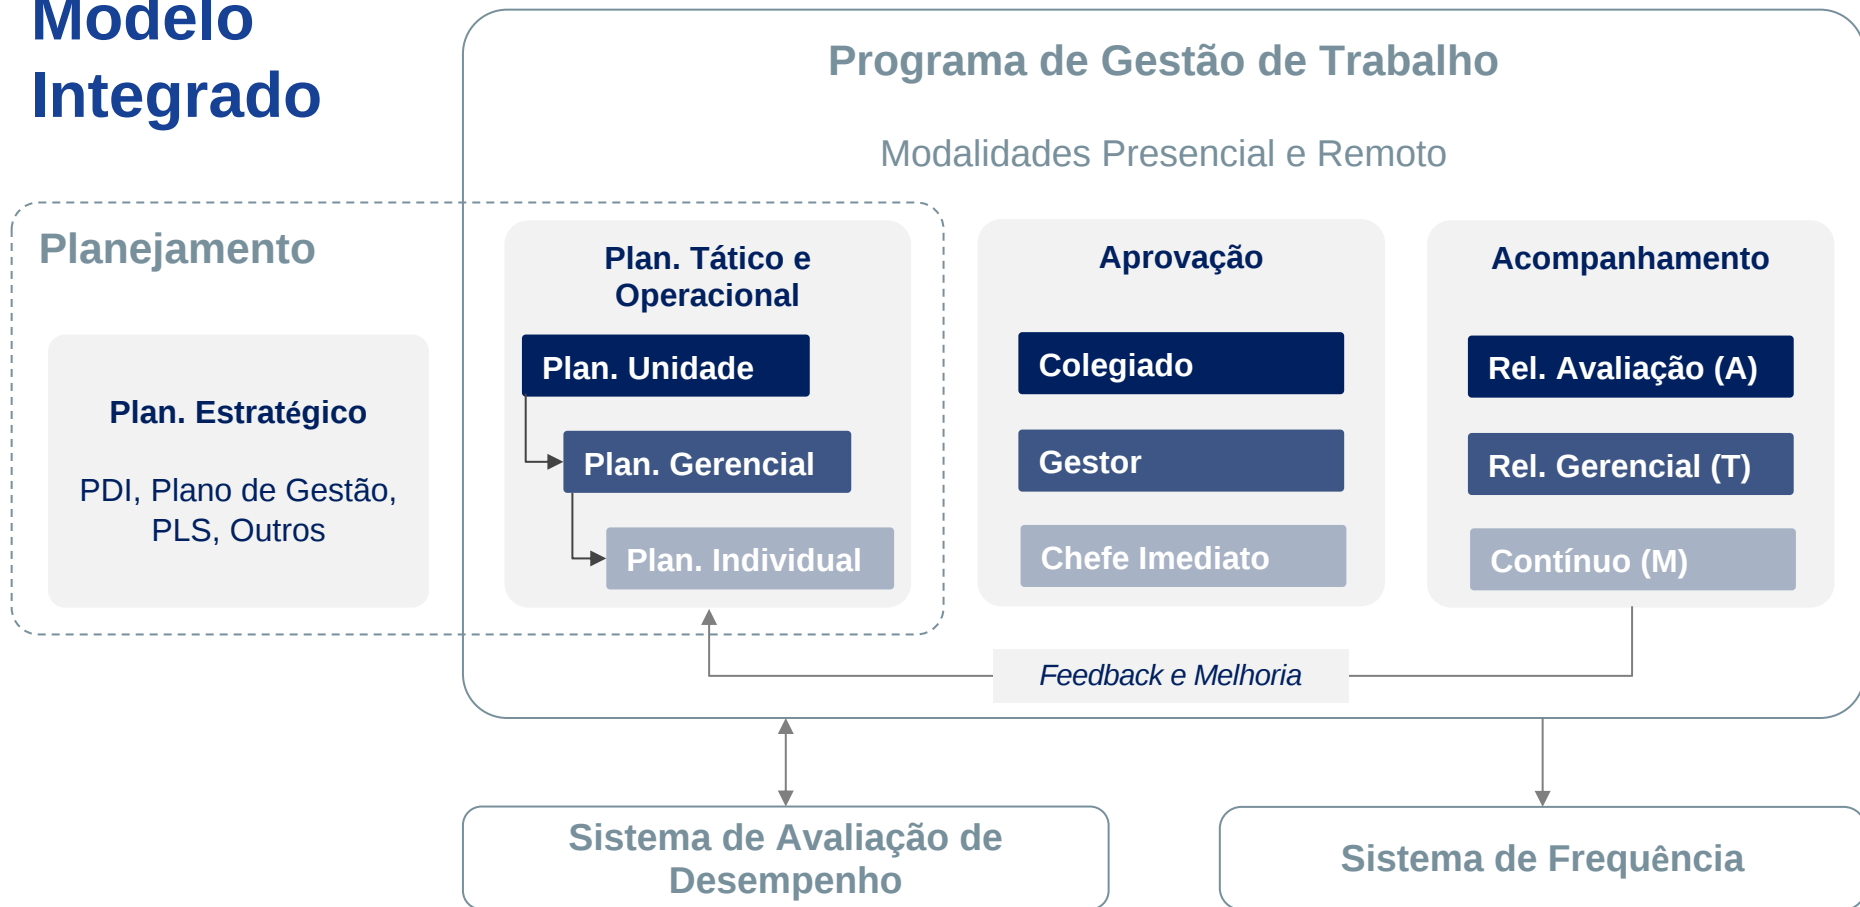 Modelo
Integrado
Programa de Gestão de Trabalho
Modalidades Presencial e Remoto
Planejamento
Plan. Estratégico
PDI, Plano de Gestão,
PLS, Outros
Plan. Tático e
Operacional
Plan. Unidade
Plan. Gerencial
Plan. Individual
Aprovação
Colegiado
Gestor
Chefe Imediato
Acompanhamento
Rel. Avaliação (A)
Rel. Gerencial (T)
Contínuo (M)
Feedback e Melhoria
Sistema de Avaliação de
Desempenho
Sistema de Frequência